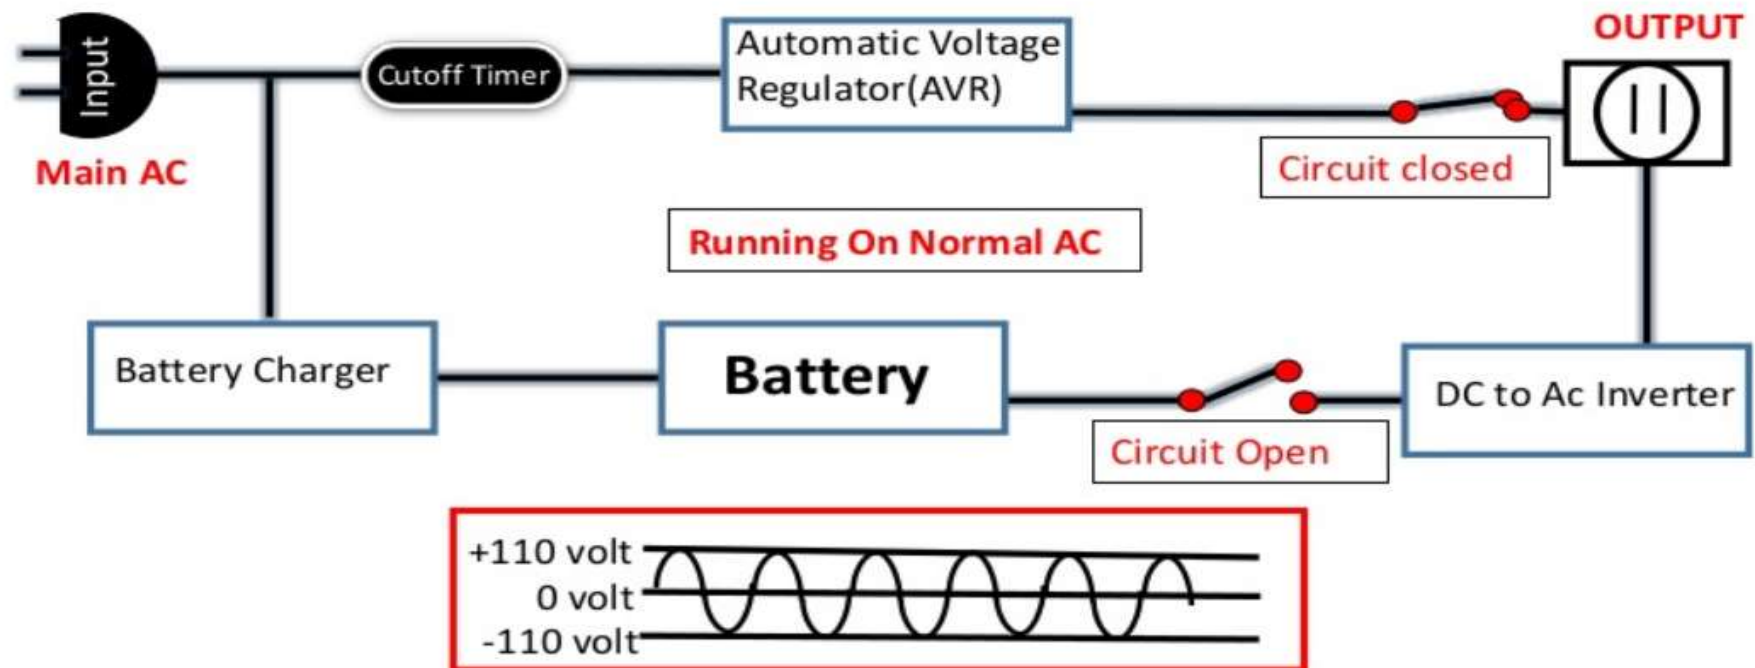 Input
Main AC
Cutoff Timer
Automatic Voltage
Regulator(AVR)
OUTPUT
Circuit closed
Running On Normal AC
Battery Charger
Battery
Circuit Open
DC to Ac Inverter
+110 volt
0 volt
-110 volt